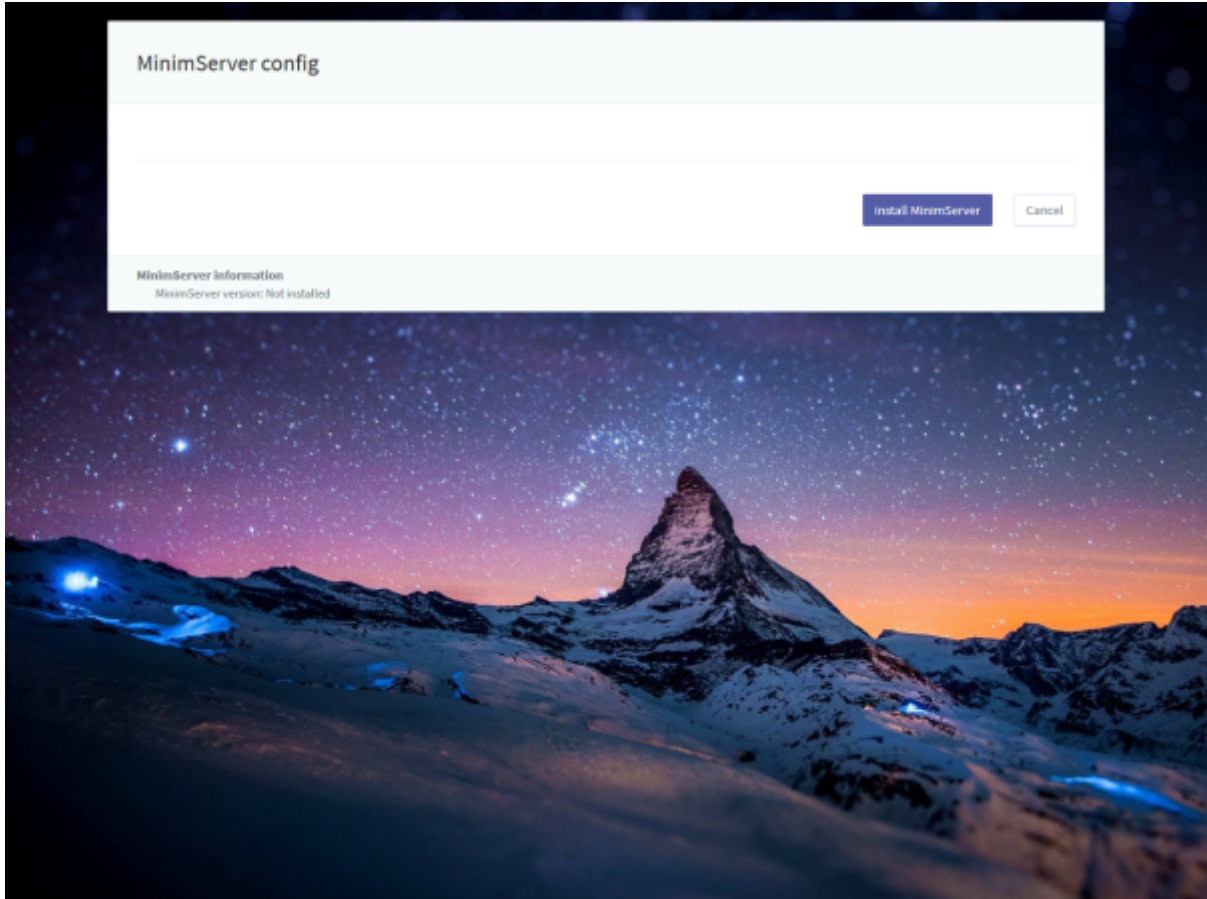 MinimServer config
Install MinimServer
Cancel
MinimServer information
MinimServer version: Not installed